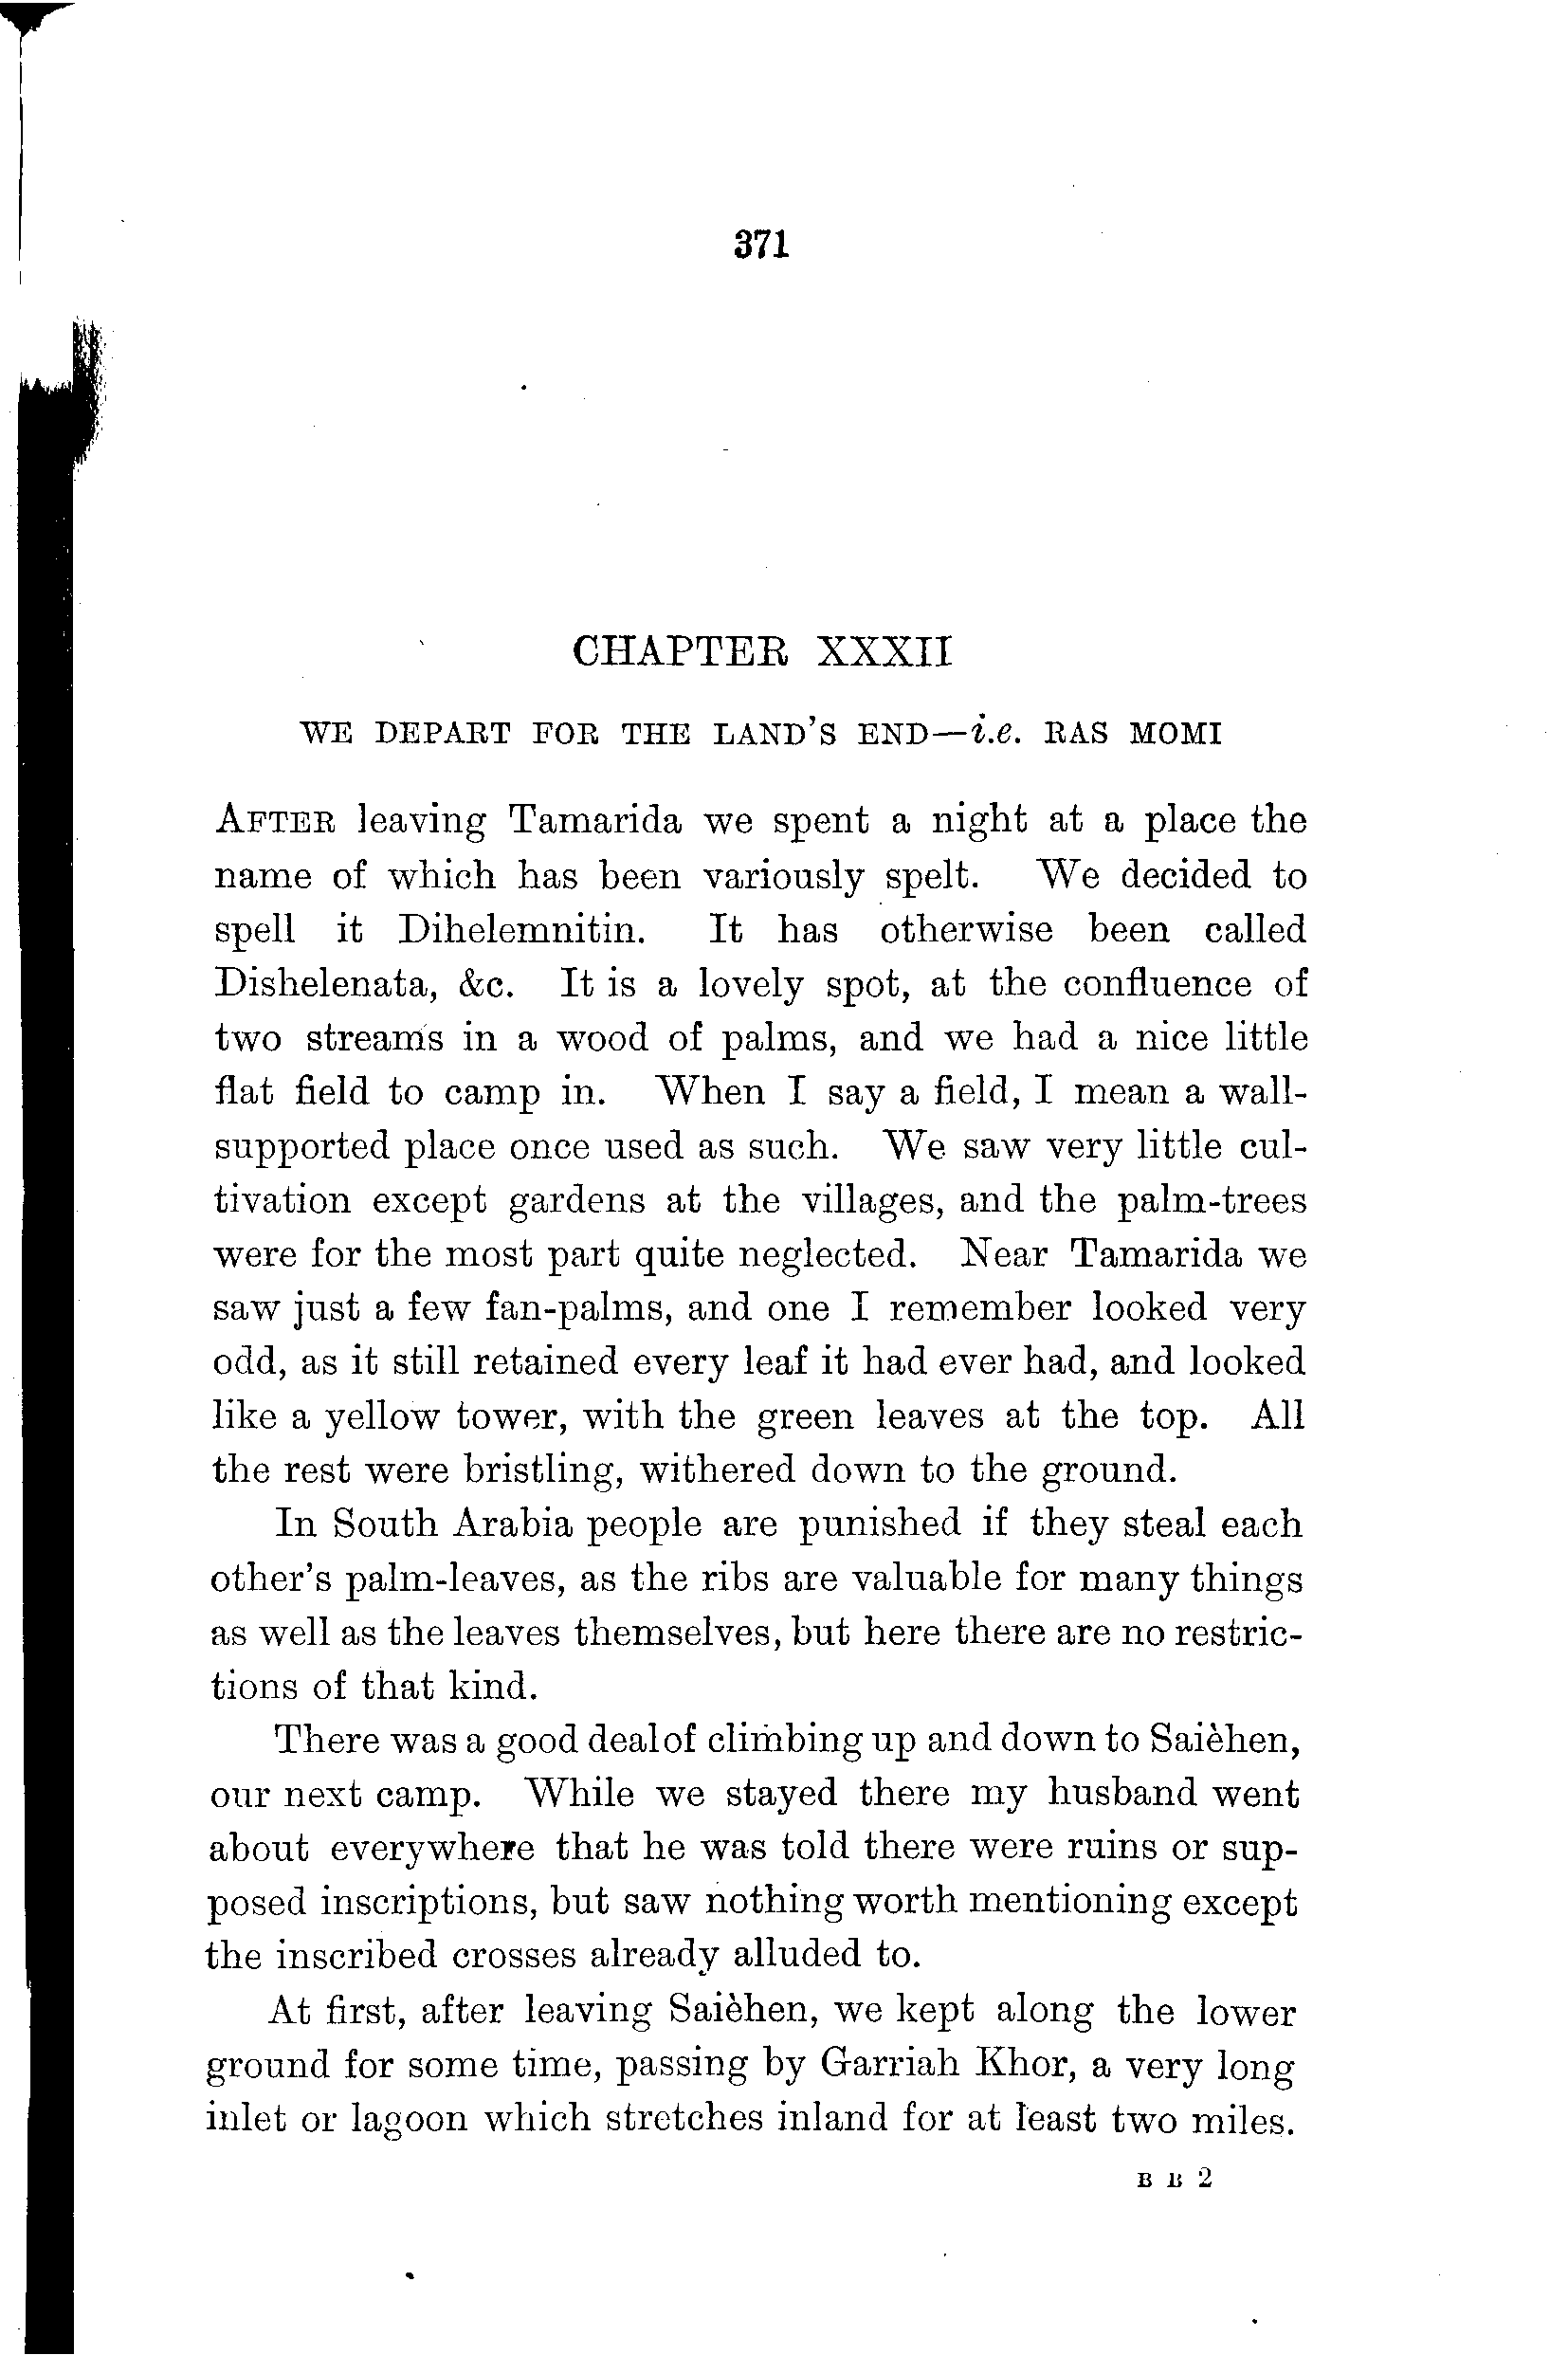 371
CHAPTER XXXII
WE DEPART FOR THE LAND'S END—i.e. RAS MOMI
AFTER leaving Tamarida we spent a night at a place the
name of which has been variously spelt. We decided to
spell it Dihelemnitin. It has otherwise been called
Dishelenata, &c. It is a lovely spot, at the confluence of
two streams in a wood of palms, and we had a nice little
flat field to camp in. When I say a field, I mean a wall-
supported place once used as such. We saw very little cul-
tivation except gardens at the villages, and the palm-trees
were for the most part quite neglected. Near Tamarida we
saw just a few fan-palms, and one I remember looked very
odd, as it still retained every leaf it had ever had, and looked
like a yellow tower, with the green leaves at the top. All
the rest were bristling, withered down to the ground.
In South Arabia people are punished if they steal each
other's palm-leaves, as the ribs are valuable for many things
as well as the leaves themselves, but here there are no restric-
tions of that kind.
There was a good deal of climbing up and down to Saièhen,
our next camp. While we stayed there my husband went
about everywhere that he was told there were ruins or sup-
posed inscriptions, but saw nothing worth mentioning except
the inscribed crosses already alluded to.
At first, after leaving Saièhen, we kept along the lower
ground for some time, passing by Garriah Khor, a very long
inlet or lagoon which stretches inland for at least two miles.
B B 2